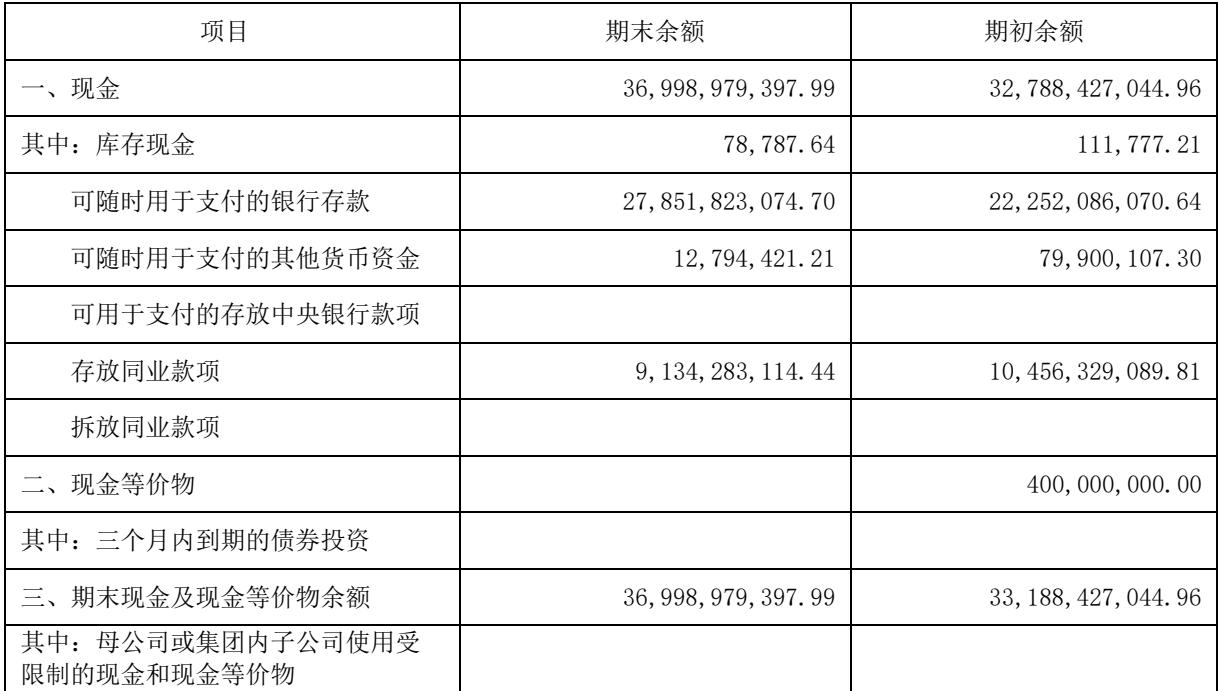 项目 期末余额 期初余额
一、现金 36,998,979,397.99 32,788,427,044.96
其中：库存现金 78,787.64 111,777.21
可随时用于支付的银行存款 27,851,823,074.70 22,252,086,070.64
可随时用于支付的其他货币资金 12,794,421.21 79,900,107.30
可用于支付的存放中央银行款项
存放同业款项 9,134,283,114.44 10,456,329,089.81
拆放同业款项
二、现金等价物 400,000,000.00
其中：三个月内到期的债券投资
三、期末现金及现金等价物余额 36,998,979,397.99 33,188,427,044.96
其中：母公司或集团内子公司使用受
限制的现金和现金等价物